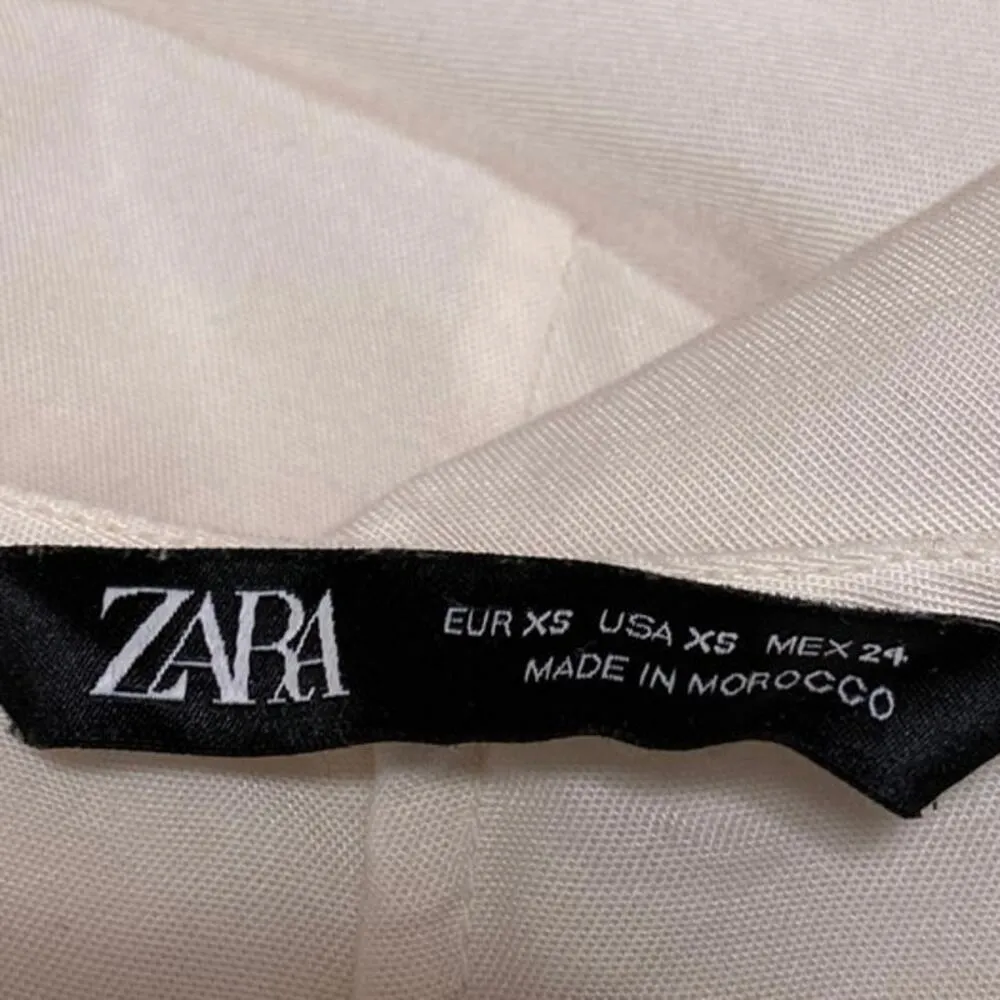 ZARA
EUR XS USA XS MEX 24
MADE IN MOROCCO